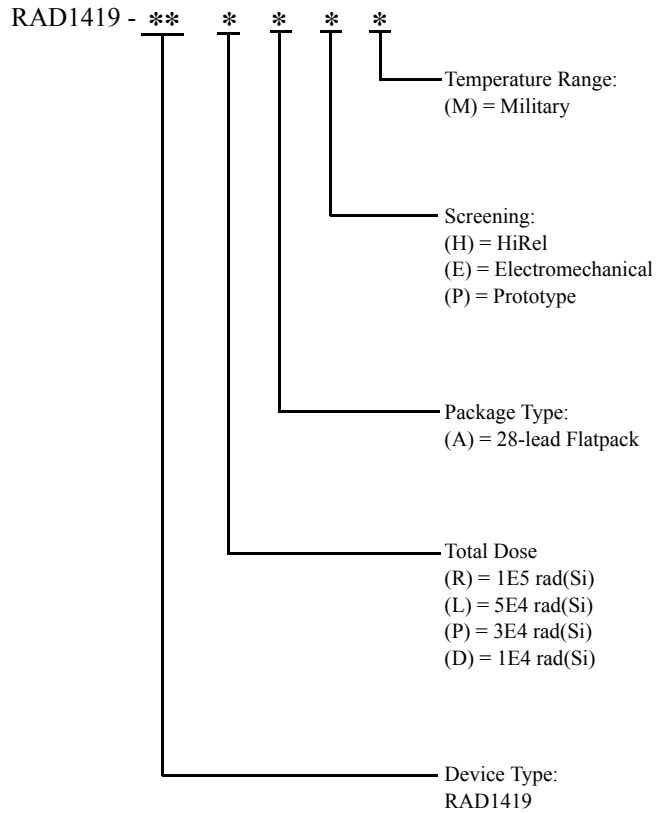 RAD1419 - ** * * * *
Temperature Range:
(M) = Military
Screening:
(H) = HiRel
(E) = Electromechanical
(P) = Prototype
Package Type:
(A) = 28-lead Flatpack
Total Dose
(R) = 1E5 rad(Si)
(L) = 5E4 rad(Si)
(P) = 3E4 rad(Si)
(D) = 1E4 rad(Si)
Device Type:
RAD1419